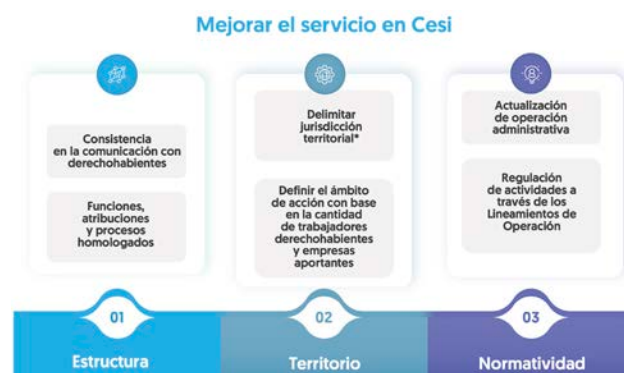 Mejorar el servicio en Cesi
Consistencia
en la comunicación con
derechohabientes
Funciones,
atribuciones
y procesos
homologados
01
Estructura
Delimitar
jurisdicción
territorial*
Definir el ámbito
de acción con base
en la cantidad
de trabajadores
derechohabientes
y empresas
aportantes
02
Territorio
Actualización
de operación
administrativa
Regulación
de actividades a
través de los
Lineamientos de
Operación
03
Normatividad